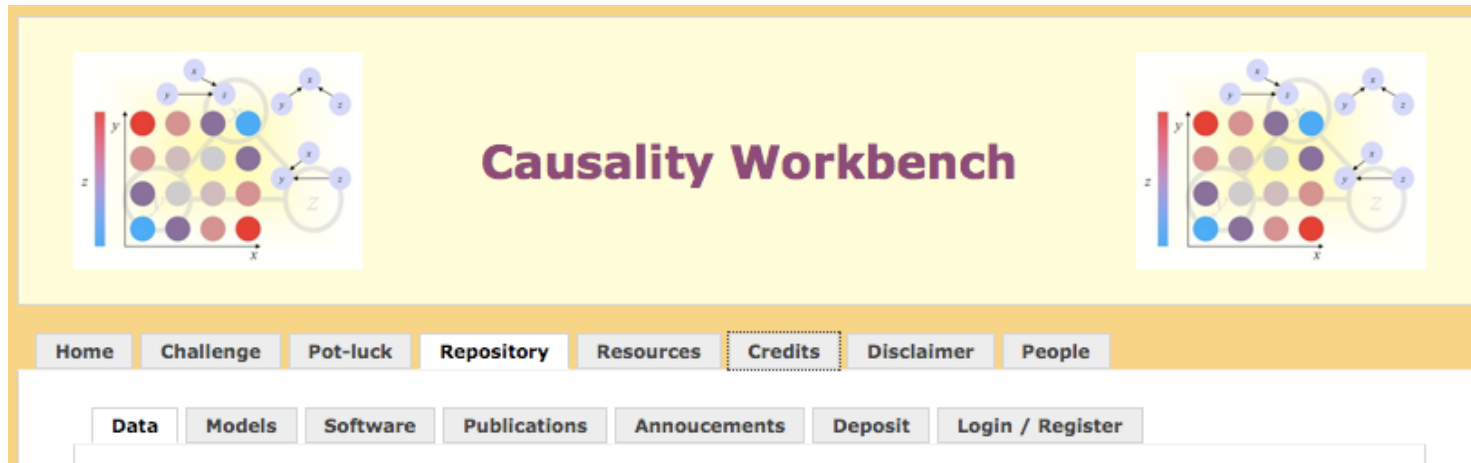 Causality Workbench
x
y z
x
y z
x
y z
y
z
x
x
y z
x
y z
x
y z
x
y z
y
z
x
x
y z
Home Challenge Pot-luck Repository Resources Credits Disclaimer People
Data Models Software Publications Annoucements Deposit Login / Register